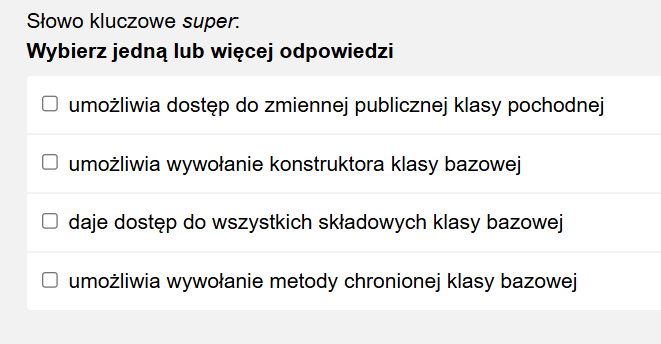 Słowo kluczowe super:
Wybierz jedną lub więcej odpowiedzi
umożliwia dostęp do zmiennej publicznej klasy pochodnej
umożliwia wywołanie konstruktora klasy bazowej
daje dostęp do wszystkich składowych klasy bazowej
umożliwia wywołanie metody chronionej klasy bazowej